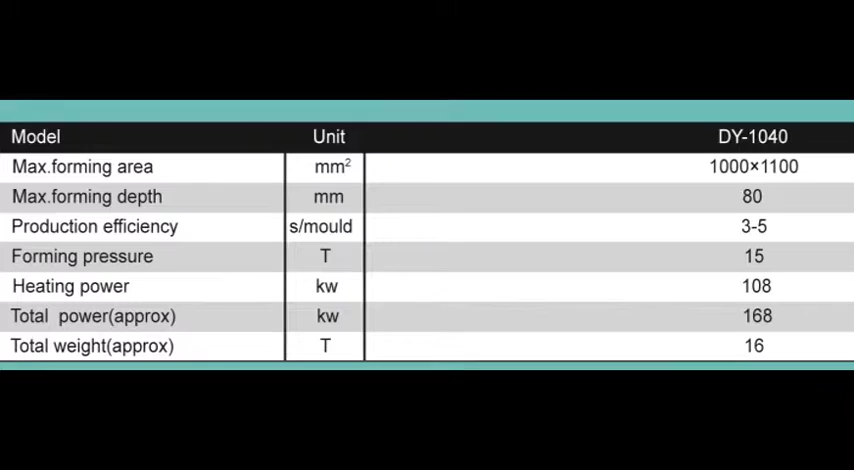 Model Unit DY-1040
Max.forming area mm² 1000×1100
Max.forming depth mm 80
Production efficiency s/mould 3-5
Forming pressure T 15
Heating power kw 108
Total power(approx) kw 168
Total weight(approx) T 16